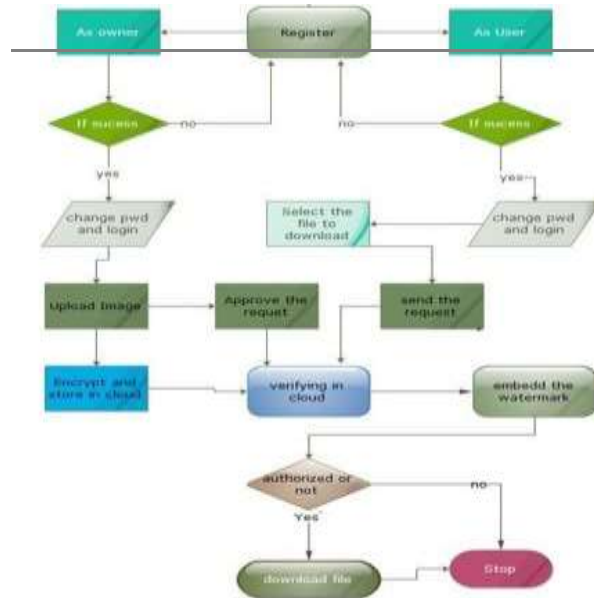 As owner
Register
As User
If sucess
no
no
If sucess
yes
yes
change pwd
and login
Select the
file to
download
change pwd
and login
Upload Image
Approve the
requet
send the
request
Encrypt and
store in cloud
verifying in
cloud
embedd the
watermark
authorized or
not
no
Yes
download file
Stop